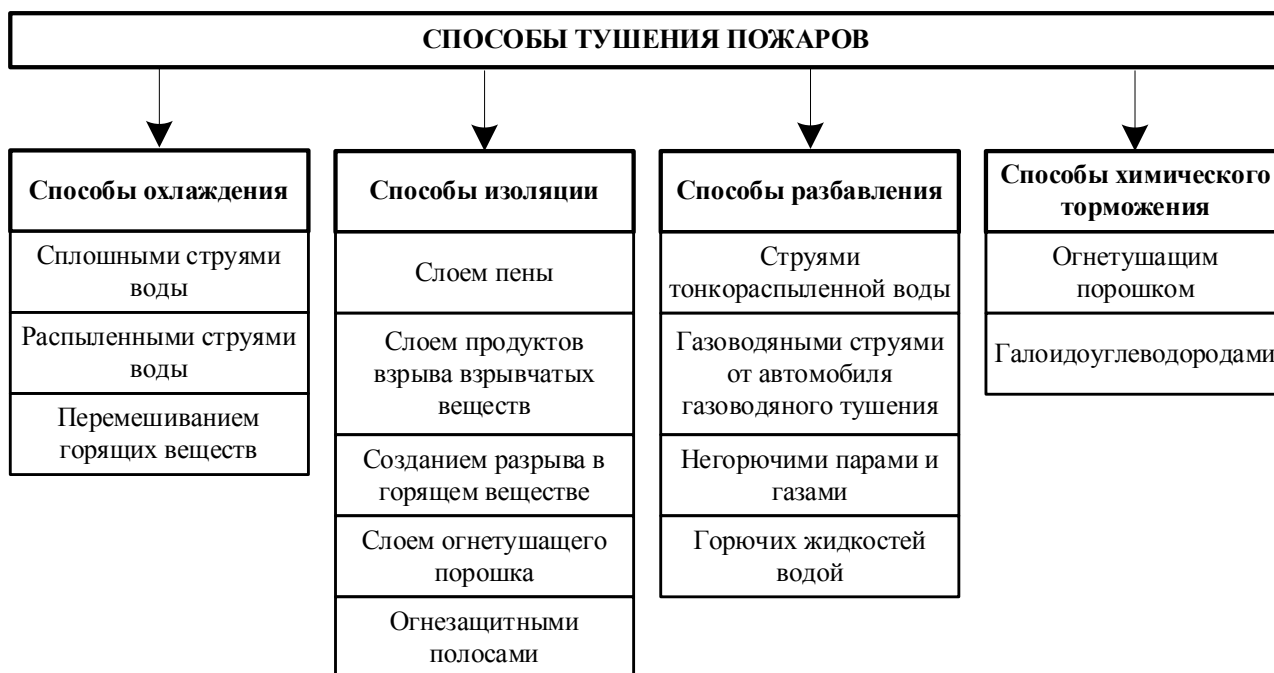 СПОСОБЫ ТУШЕНИЯ ПОЖАРОВ
Способы охлаждения
Сплошными струями
воды
Распыленными струями
воды
Перемешиванием
горящих веществ
Способы изоляции
Слоем пены
Слоем продуктов
взрыва взрывчатых
веществ
Созданием разрыва в
горящем веществе
Слоем огнетушащего
порошка
Огнезащитными
полосами
Способы разбавления
Струями
тонкораспыленной воды
Газоводяными струями
от автомобиля
газоводяного тушения
Негорючими парами и
газами
Горючих жидкостей
водой
Способы химического
торможения
Огнетушащим
порошком
Галоидоуглеводородами